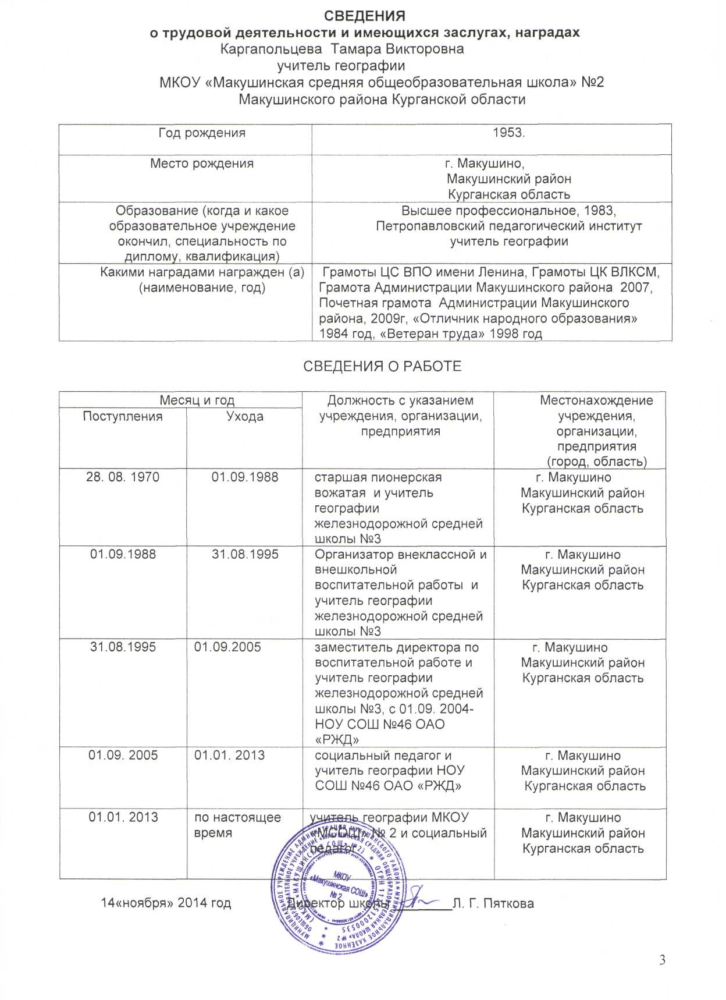 СВЕДЕНИЯ
о трудовой деятельности и имеющихся заслугах, наградах
Каргапольцева Тамара Викторовна
учитель географии
МКОУ «Макушинская средняя общеобразовательная школа» №2
Макушинского района Курганской области
Год рождения
1953.
Место рождения
г. Макушино,
Макушинский район
Курганская область
Образование (когда и какое
образовательное учреждение
окончил, специальность по
диплому, квалификация)
Высшее профессиональное, 1983,
Петропавловский педагогический институт
учитель географии
Какими наградами награжден (а)
(наименование, год)
Грамоты ЦС ВПО имени Ленина, Грамоты ЦК ВЛКСМ,
Грамота Администрации Макушинского района 2007,
Почетная грамота Администрации Макушинского
района, 2009г, «Отличник народного образования»
1984 год, «Ветеран труда» 1998 год
СВЕДЕНИЯ О РАБОТЕ
Месяц и год
Поступления
Ухода
Должность с указанием
учреждения, организации,
предприятия
Местонахождение
учреждения,
организации,
предприятия
(город, область)
28. 08. 1970
01.09.1988
старшая пионерская
вожатая и учитель
географии
железнодорожной средней
школы №3
г. Макушино
Макушинский район
Курганская область
01.09.1988
31.08.1995
Организатор внеклассной и
внешкольной
воспитательной работы и
учитель географии
железнодорожной средней
школы №3
г. Макушино
Макушинский район
Курганская область
31.08.1995
01.09.2005
заместитель директора по
воспитательной работе и
учитель географии
железнодорожной средней
школы №3, с 01.09. 2004-
НОУ СОШ №46 ОАО
«РЖД»
г. Макушино
Макушинский район
Курганская область
01.09. 2005
01.01. 2013
социальный педагог и
учитель географии НОУ
СОШ №46 ОАО «РЖД»
г. Макушино
Макушинский район
Курганская область
01.01. 2013
по настоящее
время
учитель географии МКОУ
«МСОШ» № 2 и социальный
педагог
г. Макушино
Макушинский район
Курганская область
МКОУ
«Макушинская СОШ»
№ 2
14«ноября» 2014 год Директор школы ________Л. Г. Пяткова
3